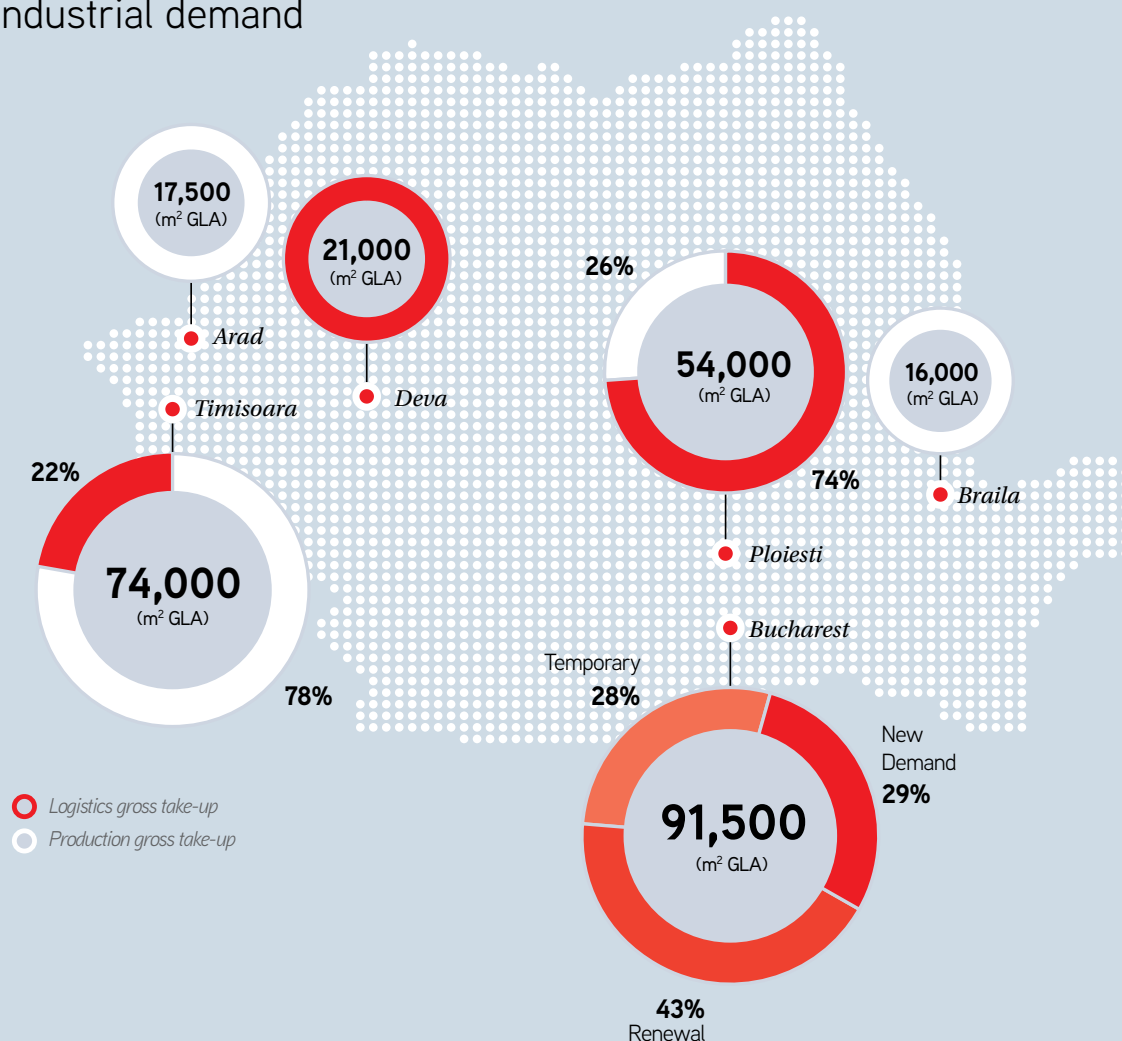 ndustrial demand
17,500
(m² GLA)
Arad
21,000
(m² GLA)
Deva
26%
54,000
(m² GLA)
74%
Ploiesti
16,000
(m² GLA)
Braila
Timisoara
22%
74,000
(m² GLA)
78%
Bucharest
Temporary
28%
New
Demand
29%
91,500
(m² GLA)
43%
Renewal
Logistics gross take-up
Production gross take-up